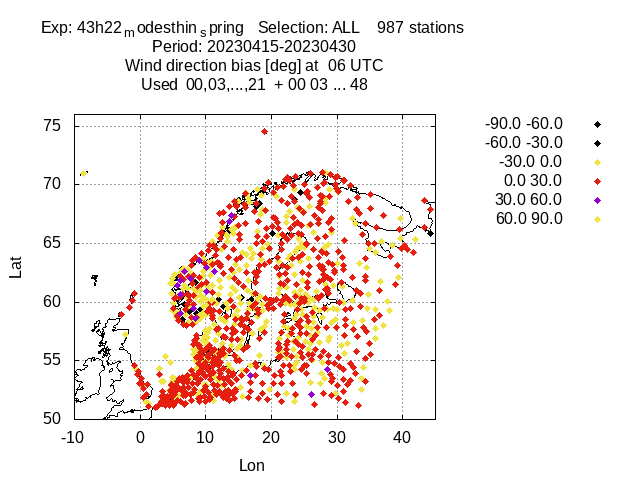 Exp: 43h22modesthinspring   Selection: ALL    987 stations
Period: 20230415-20230430
Wind direction bias [deg] at  06 UTC
Used  00,03,...,21  + 00 03 ... 48
-90.0 -60.0
-60.0 -30.0
-30.0 0.0
0.0 30.0
30.0 60.0
60.0 90.0
75
70
65
60
55
50
Lat
-10 0 10 20 30 40
Lon